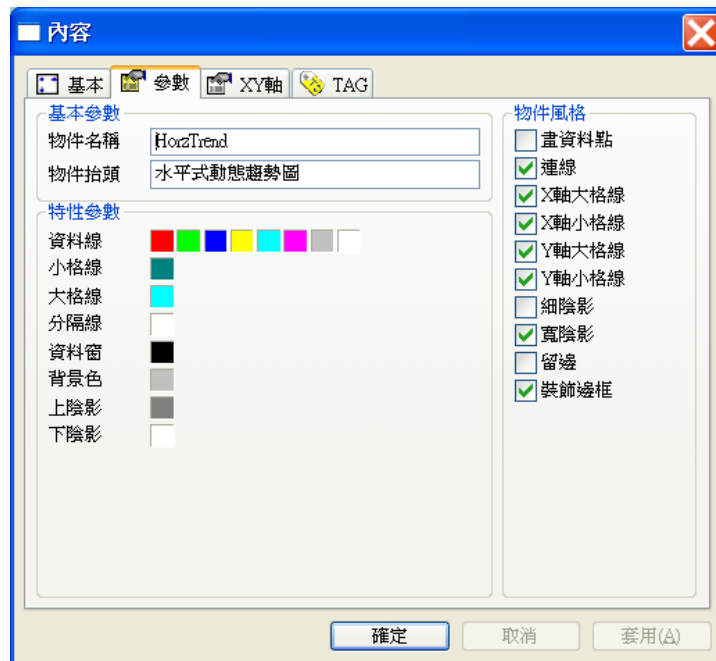 內容
基本 參數 XY軸 TAG
基本參數
物件名稱 HorzTrend
物件抬頭 水平式動態趨勢圖
特性參數
資料線
小格線
大格線
分隔線
資料窗
背景色
上陰影
下陰影
物件風格
畫資料點
連線
X軸大格線
X軸小格線
Y軸大格線
Y軸小格線
細陰影
寬陰影
留邊
裝飾邊框
確定 取消 套用(A)